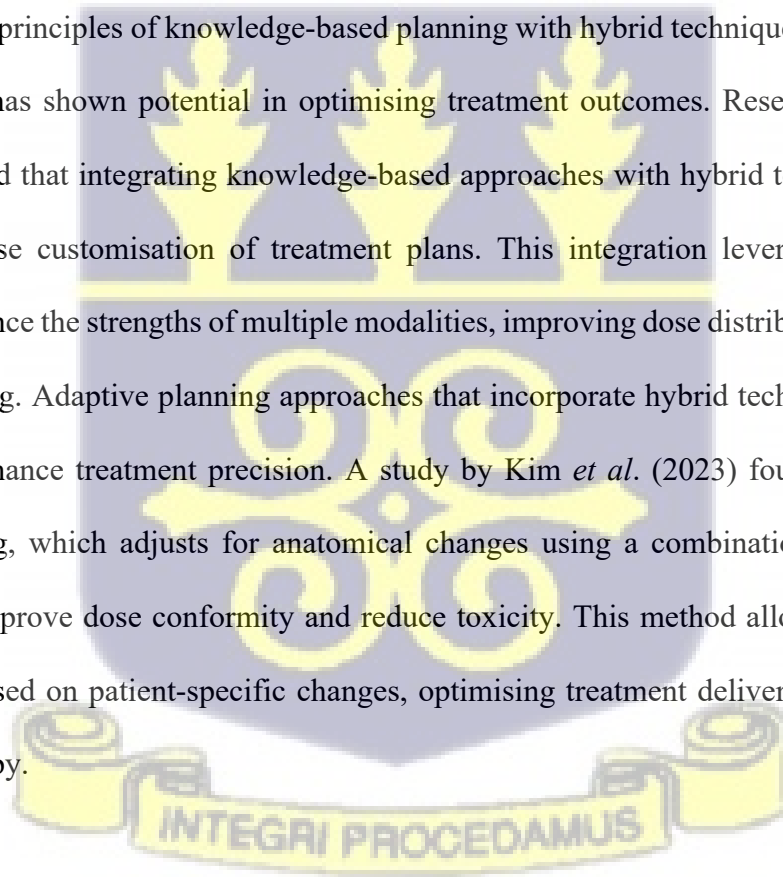 principles of knowledge-based planning with hybrid technique
has shown potential in optimising treatment outcomes. Rese
d that integrating knowledge-based approaches with hybrid t
se customisation of treatment plans. This integration lever
nce the strengths of multiple modalities, improving dose distrib
g. Adaptive planning approaches that incorporate hybrid tech
nance treatment precision. A study by Kim et al. (2023) fou
g, which adjusts for anatomical changes using a combinatio
prove dose conformity and reduce toxicity. This method allo
sed on patient-specific changes, optimising treatment deliver
py.
INTEGRI PROCEDAMUS